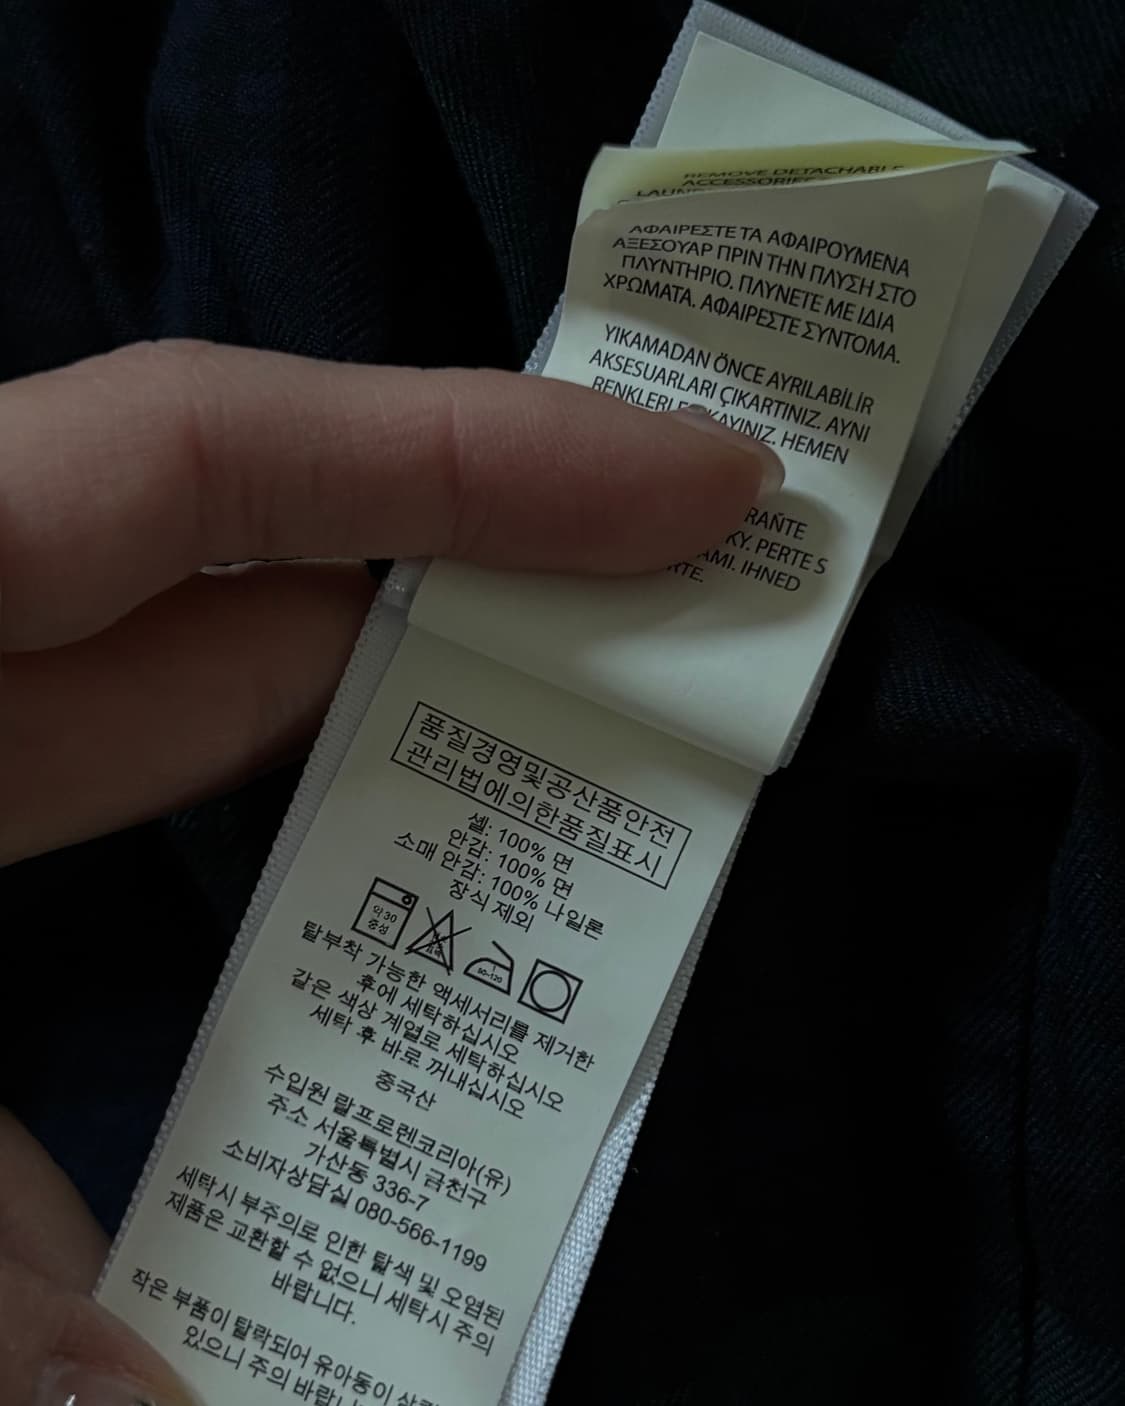 REMOVE DETACHABLE
ACCESSORIES
ΑΦΑΙΡΕΣΤΕ ΤΑ ΑΦΑΙΡΟΥΜΕΝΑ
ΑΞΕΣΟΥΑΡ ΠΡΙΝ ΤΗΝ ΠΛΥΣΗ ΣΤΟ
ΠΛΥΝΤΗΡΙΟ. ΠΛΥΝΕΤΕ ΜΕ ΙΔΙΑ
ΧΡΩΜΑΤΑ. ΑΦΑΙΡΕΣΤΕ ΣΥΝΤΟΜΑ.
YIKAMADAN ÖNCE AYRILABİLİR
AKSESUARLARI ÇIKARTINIZ. AYNI
HEMEN
PERTE S
IHNED
품질경영및공산품안전
관리법에의한품질표시
셸: 100% 면
안감: 100% 면
소매 안감: 100% 나일론
장식 제외
약 30
중성
80~120
탈부착 가능한 액세서리를 제거한
후에 세탁하십시오
같은 색상 계열로 세탁하십시오
세탁 후 바로 꺼내십시오
중국산
수입원 랄프로렌코리아(유)
주소 서울특별시 금천구
가산동 336-7
소비자상담실 080-566-1199
세탁시 부주의로 인한 탈색 및 오염된
제품은 교환할 수 없으니 세탁시 주의
바랍니다.
작은 부품이 탈락되어 유아동이
있으니 주의